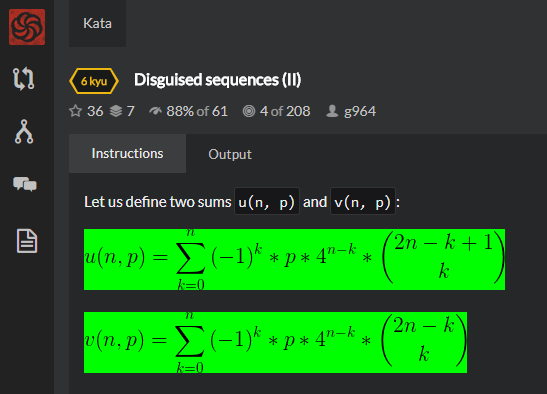 Kata
6 kyu Disguised sequences (II)
36 7 88% of 61 4 of 208 g964
Instructions Output
Let us define two sums u(n, p) and v(n, p):
u(n, p) = \sum_{k=0}^{n} (-1)^k * p * 4^{n-k} * \binom{2n - k + 1}{k}
v(n, p) = \sum_{k=0}^{n} (-1)^k * p * 4^{n-k} * \binom{2n - k}{k}